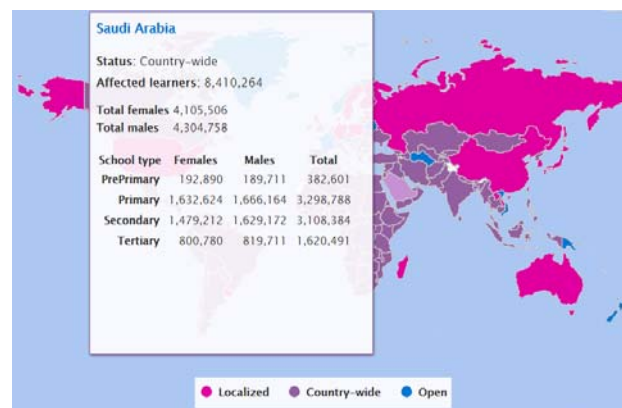 Saudi Arabia
Status: Country-wide
Affected learners: 8,410,264
Total females 4,105,506
Total males 4,304,758
School type Females Males Total
PrePrimary 192,890 189,711 382,601
Primary 1,632,624 1,666,164 3,298,788
Secondary 1,479,212 1,629,172 3,108,384
Tertiary 800,780 819,711 1,620,491
Localized Country-wide Open